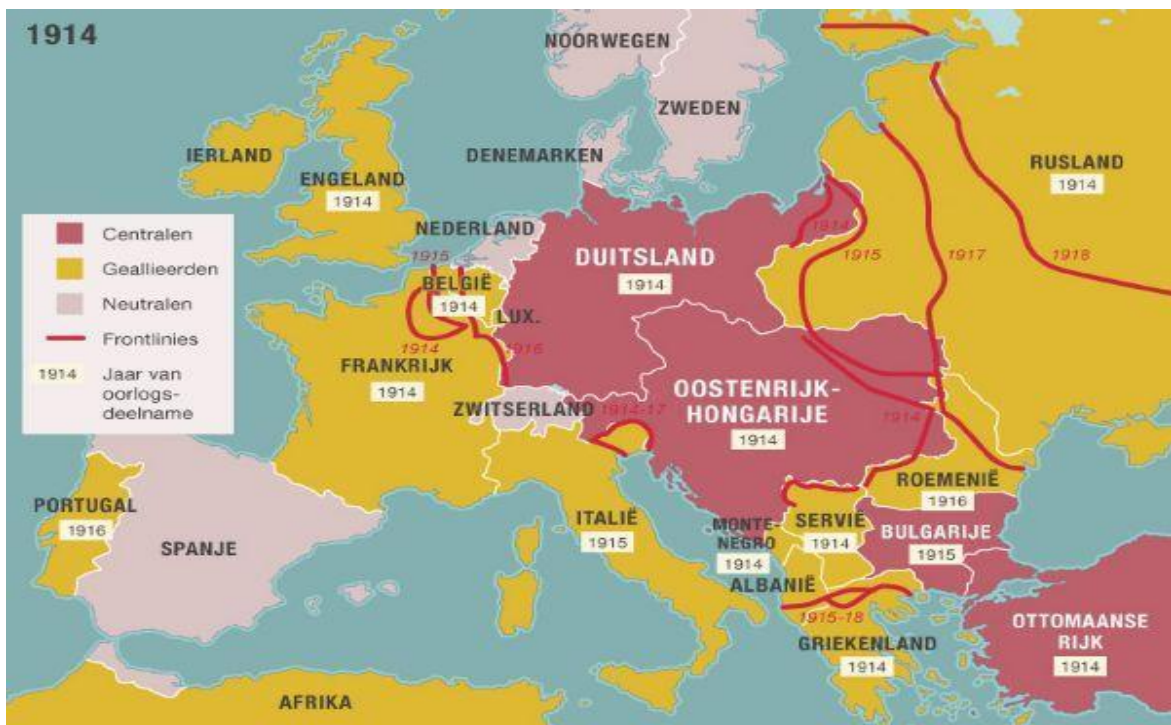 1914
NOORWEGEN
ZWEDEN
IERLAND
DENEMARKEN
RUSLAND
1914
ENGELAND
1914
NEDERLAND
Centralen
Geallieerden
Neutralen
Frontlinies
1914 Jaar van
oorlogs-
deelname
1915
BELGIË
1914
LUX.
DUITSLAND
1914
1914
1915
1917
1918
1914
1916
FRANKRIJK
1914
ZWITSERLAND
1914-17
OOSTENRIJK-
HONGARIJE
1914
1914
PORTUGAL
1916
SPANJE
ITALIË
1915
MONTE-
NEGRO
1914
SERVIË
1914
ROEMENIË
1916
BULGARIJE
1915
ALBANIË
1915-18
GRIEKENLAND
1914
OTTOMAANSE
RIJK
1914
AFRIKA